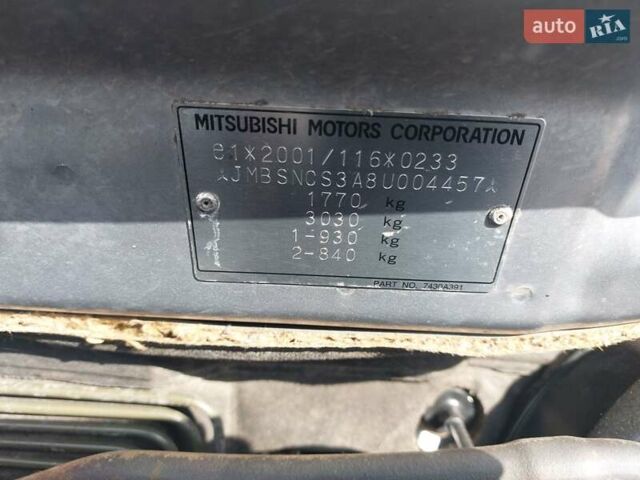 auto RIA.com
MITSUBISHI MOTORS CORPORATION
e1*2001/116*0233
*JMBSNCS3A8U004457*
1770 kg
3030 kg
1-930 kg
2-840 kg
PART NO. 7430A391